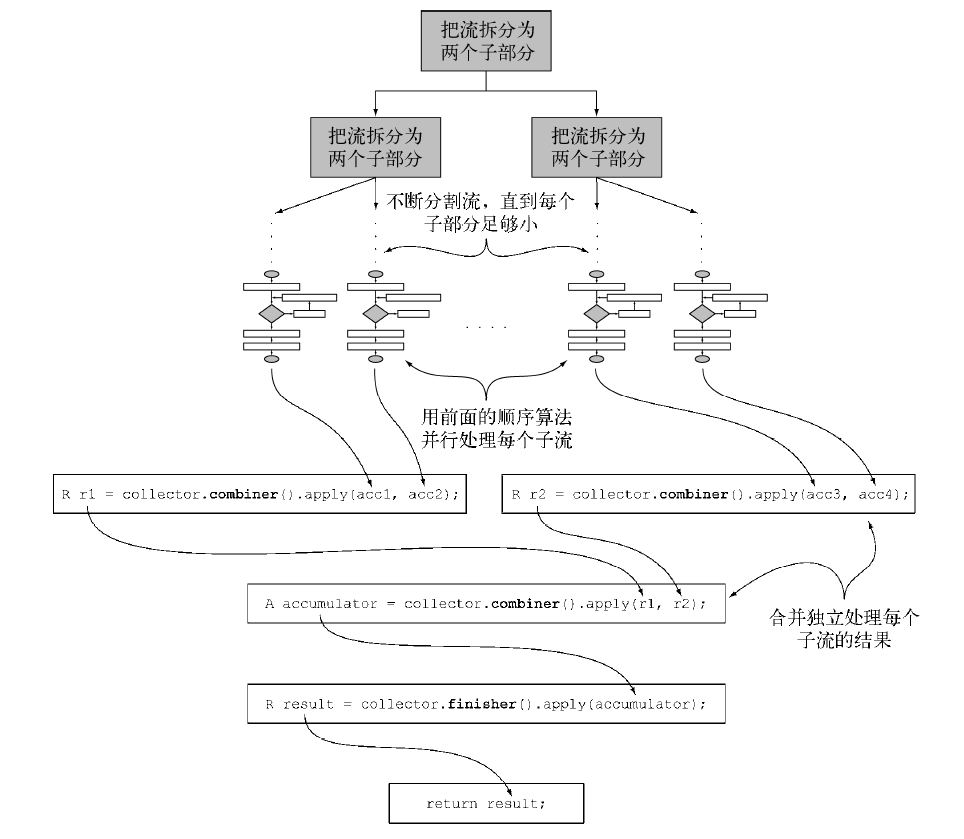 把流拆分为
两个子部分
把流拆分为
两个子部分
把流拆分为
两个子部分
不断分割流，直到每个
子部分足够小
用前面的顺序算法
并行处理每个子流
R r1 = collector.combiner().apply(acc1, acc2);
R r2 = collector.combiner().apply(acc3, acc4);
A accumulator = collector.combiner().apply(r1, r2);
合并独立处理每个
子流的结果
R result = collector.finisher().apply(accumulator);
return result;